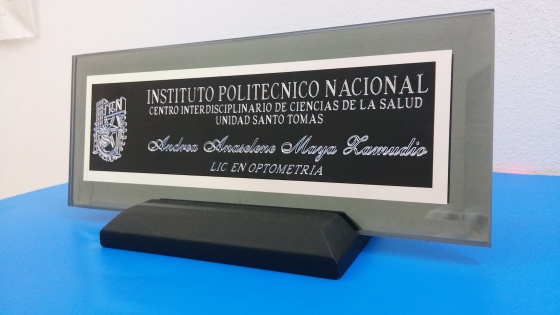 INSTITUTO POLITECNICO NACIONAL
CENTRO INTERDISCIPLINARIO DE CIENCIAS DE LA SALUD
UNIDAD SANTO TOMAS
Andrea Anaselene Maya Zamudio
LIC EN OPTOMETRIA